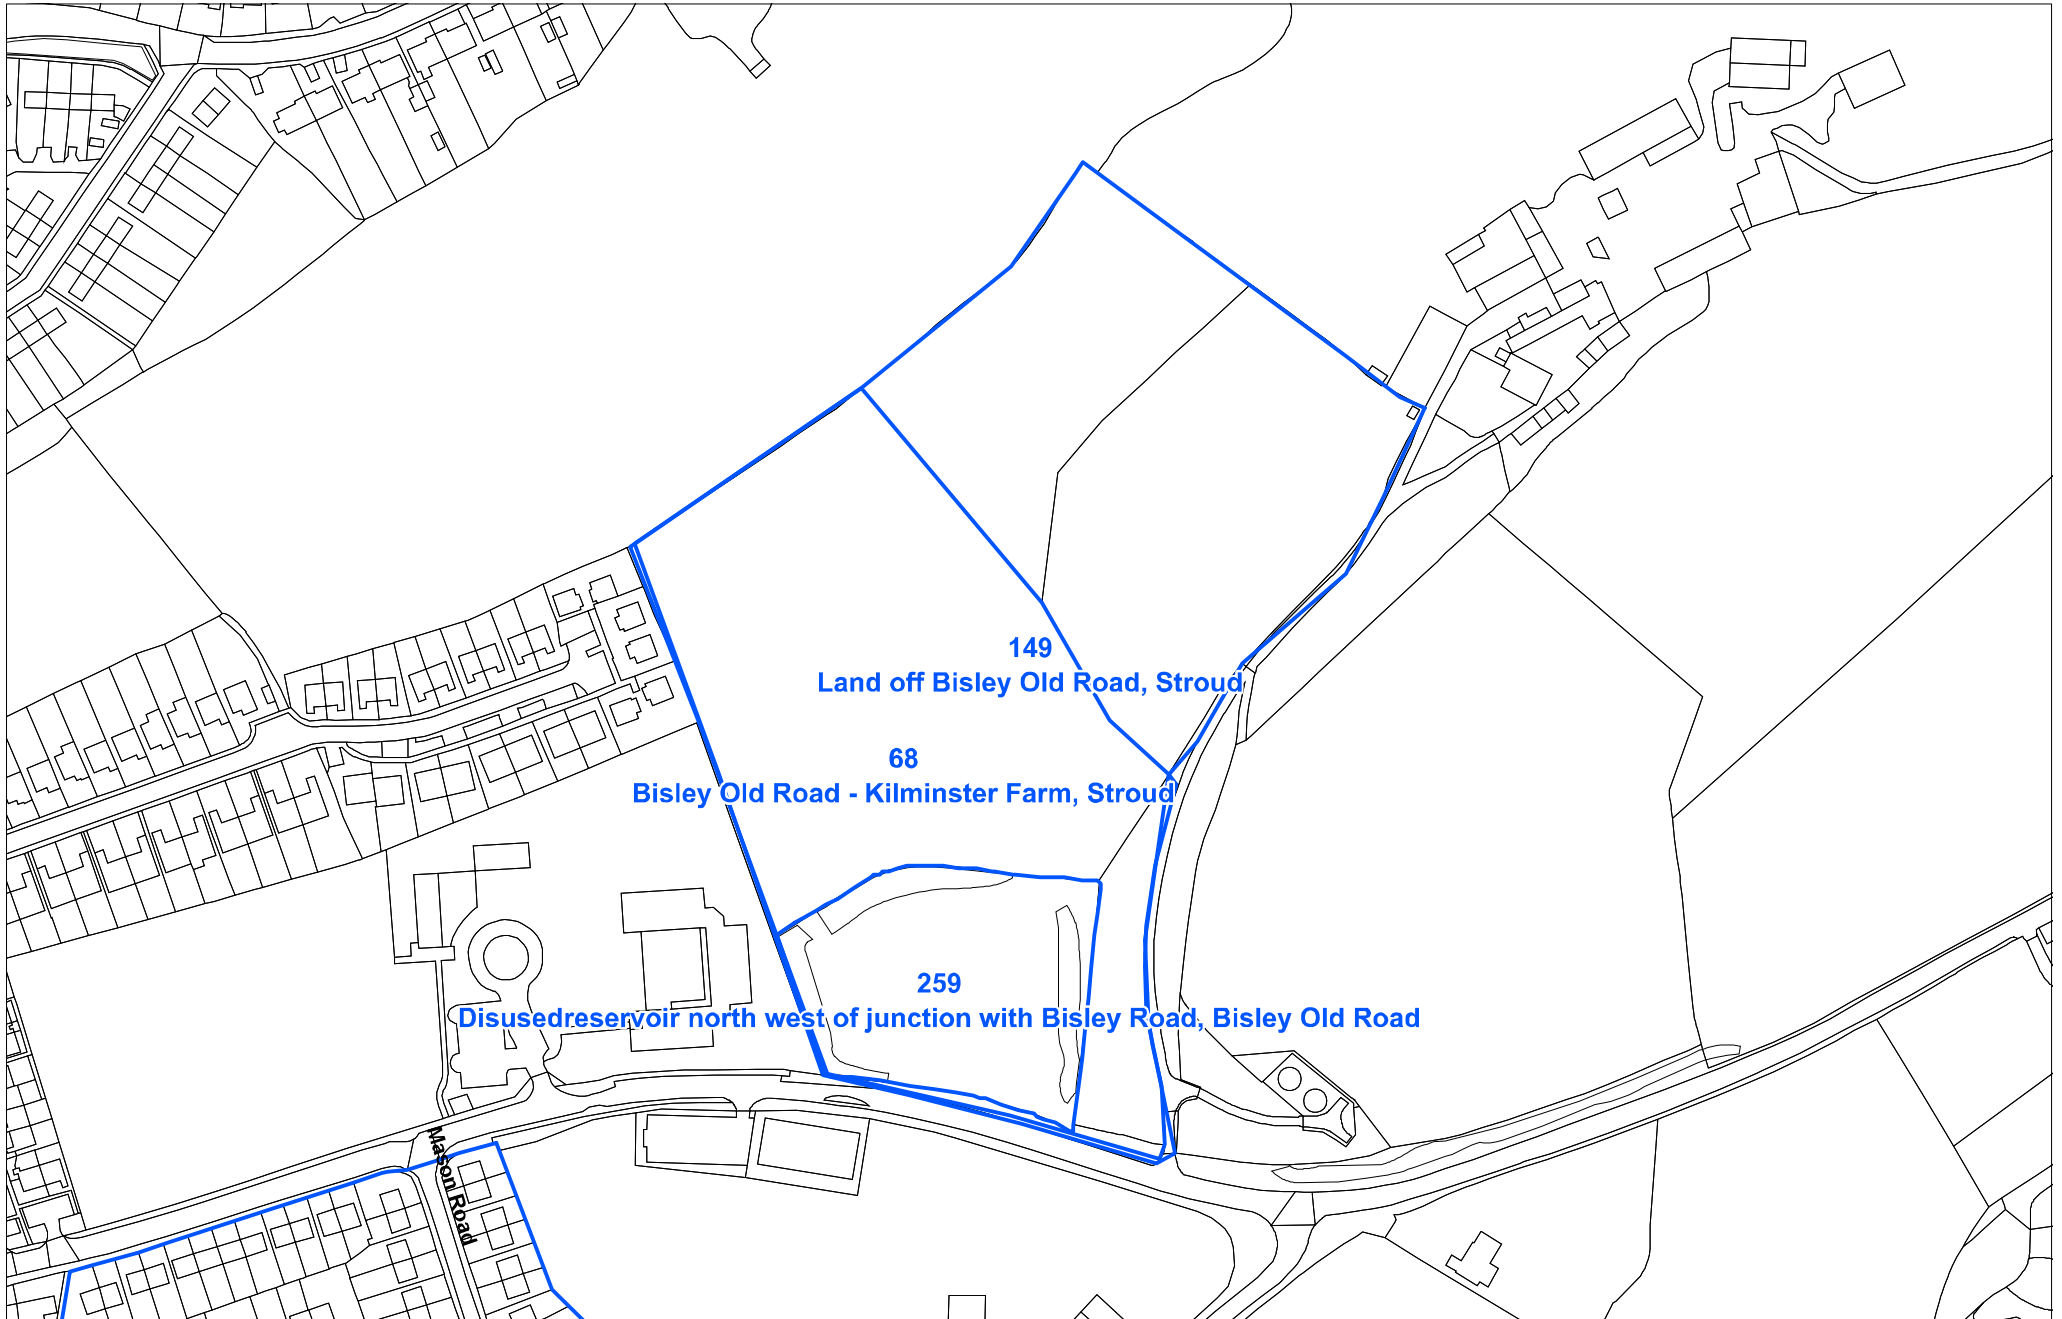 149
Land off Bisley Old Road, Stroud
68
Bisley Old Road - Kilminster Farm, Stroud
259
Disusedreservoir north west of junction with Bisley Road, Bisley Old Road
Mason Road